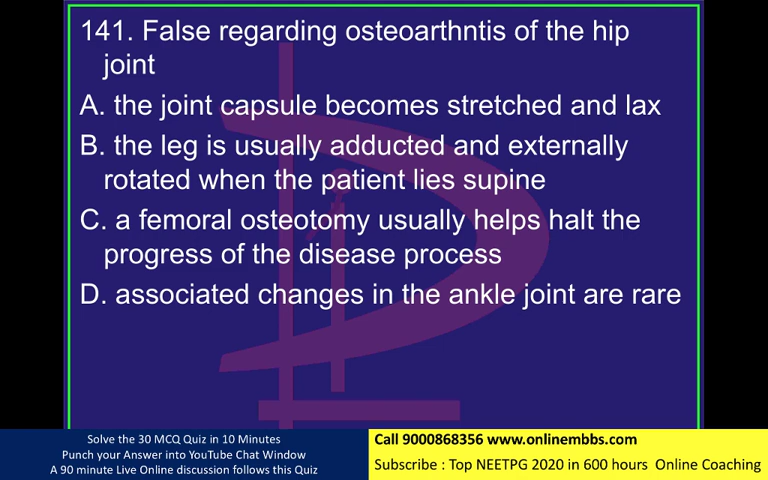 141. False regarding osteoarthntis of the hip
joint
A. the joint capsule becomes stretched and lax
B. the leg is usually adducted and externally
rotated when the patient lies supine
C. a femoral osteotomy usually helps halt the
progress of the disease process
D. associated changes in the ankle joint are rare
Solve the 30 MCQ Quiz in 10 Minutes
Punch your Answer into YouTube Chat Window
A 90 minute Live Online discussion follows this Quiz
Call 9000868356 www.onlinembbs.com
Subscribe : Top NEETPG 2020 in 600 hours Online Coaching